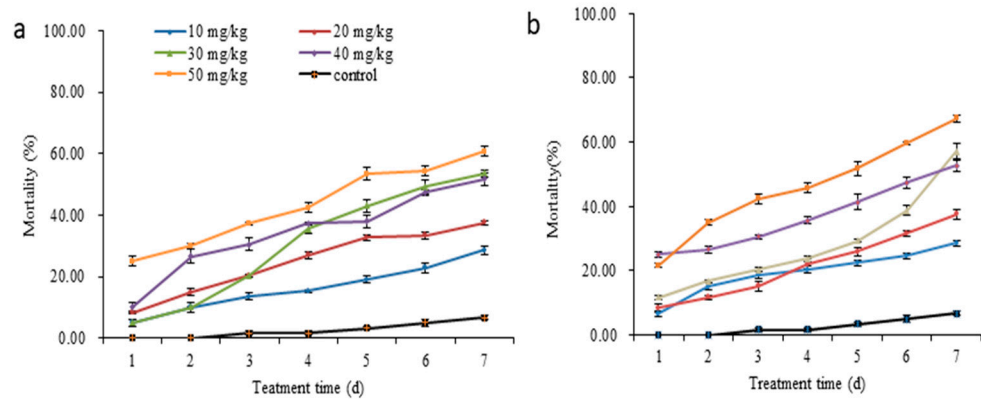 a
100.00
80.00
60.00
40.00
20.00
0.00
Mortality (%)
10 mg/kg 20 mg/kg
30 mg/kg 40 mg/kg
50 mg/kg control
1 2 3 4 5 6 7
Teatment time (d)
b
100.00
80.00
60.00
40.00
20.00
0.00
Mortaltty(%)
1 2 3 4 5 6 7
Treatment time (d)